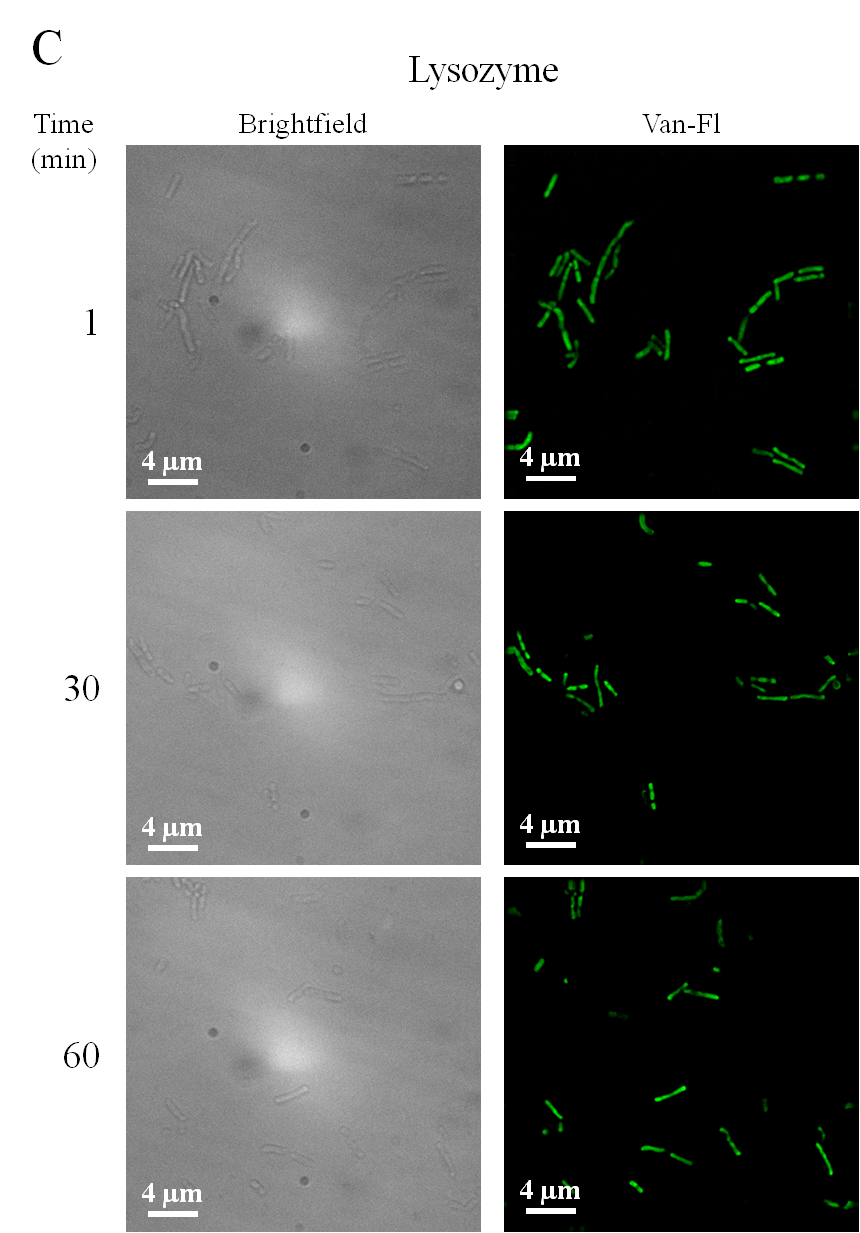 C
Lysozyme
Time
(min)
Brightfield
Van-Fl
1
4 µm
4 µm
30
4 µm
4 µm
60
4 µm
4 µm